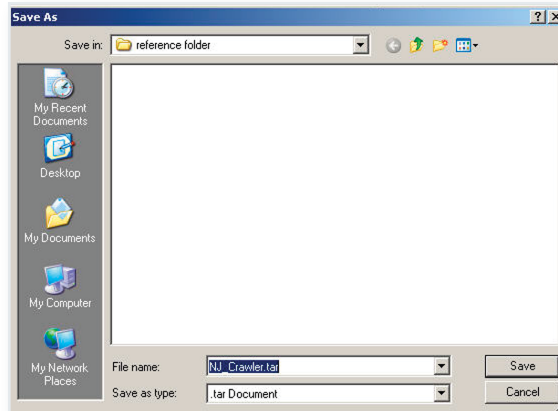 Save As
Save in:
reference folder
My Recent
Documents
Desktop
My Documents
My Computer
My Network
Places
File name:
NJ_Crawler.tar
Save
Save as type:
.tar Document
Cancel